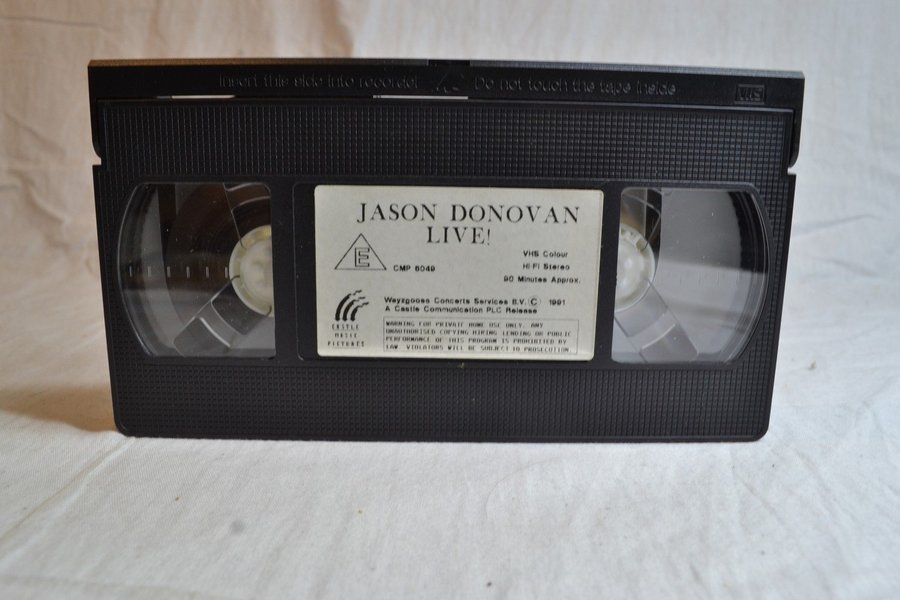 Insert this side into recorder Do not touch the tape inside VHS
JASON DONOVAN
LIVE!
E
CMP 6049
VHS Colour
Hi-Fi Stereo
90 Minutes Approx.
CASTLE
MUSIC
PICTURES
Wayzgoose Concerts Services B.V. © 1991
A Castle Communication PLC Release
WARNING FOR PRIVATE HOME USE ONLY. ANY
UNAUTHORISED COPYING HIRING LENDING OR PUBLIC
PERFORMANCE OF THIS PROGRAM IS PROHIBITED BY
LAW. VIOLATORS WILL BE SUBJECT TO PROSECUTION.